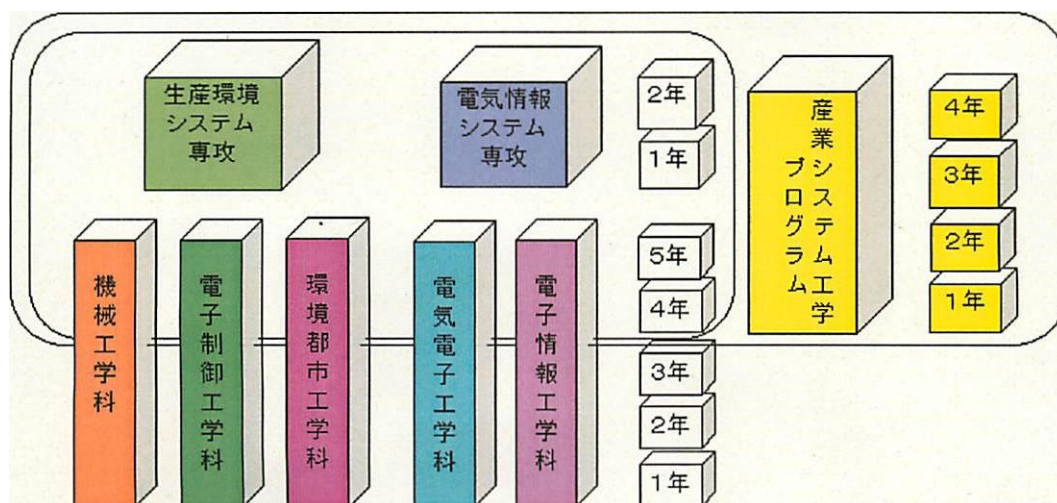 生産環境
システム
専攻
電気情報
システム
専攻
2年
1年
産業システム工学
プログラム
4年
3年
2年
1年
機械工学科
電子制御工学科
環境都市工学科
電気電子工学科
電子情報工学科
5年
4年
3年
2年
1年